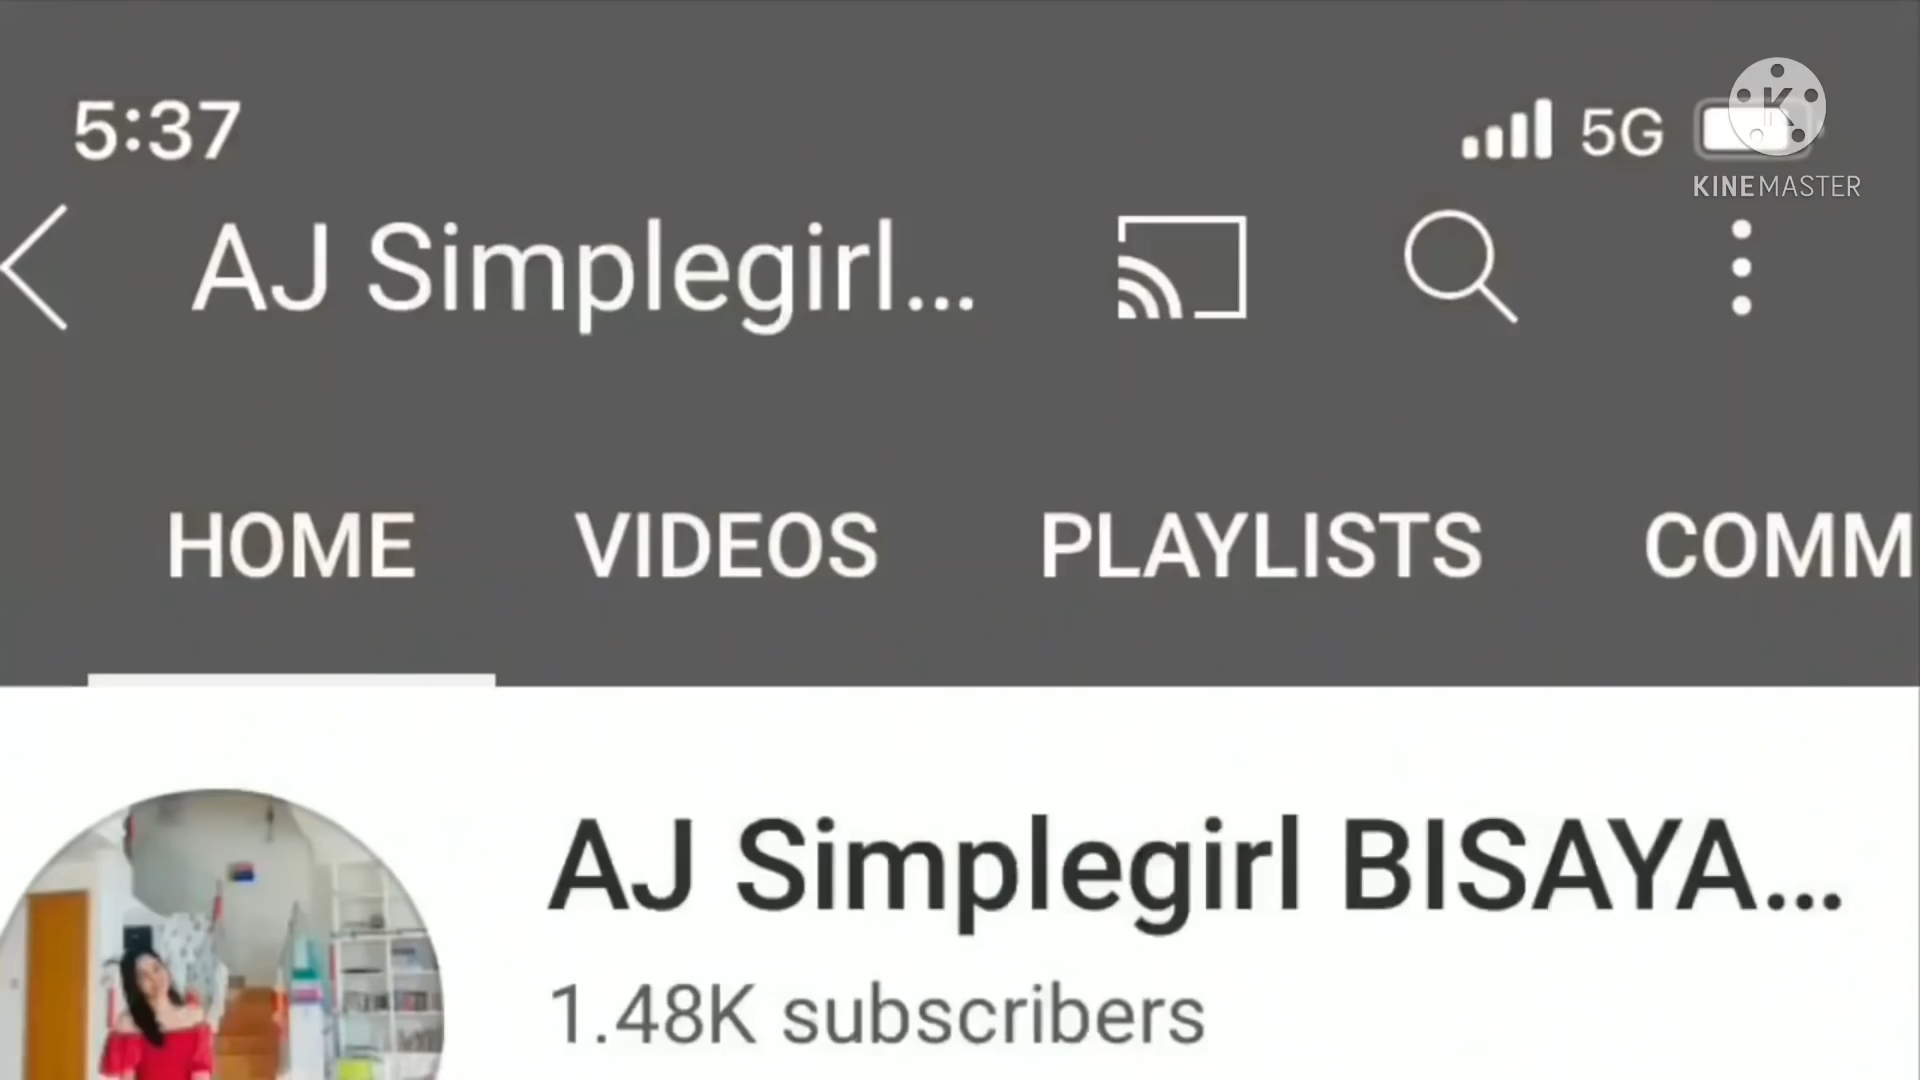 5:37 5G
KINEMASTER
AJ Simplegirl...
HOME VIDEOS PLAYLISTS COMM
AJ Simplegirl BISAYA...
1.48K subscribers